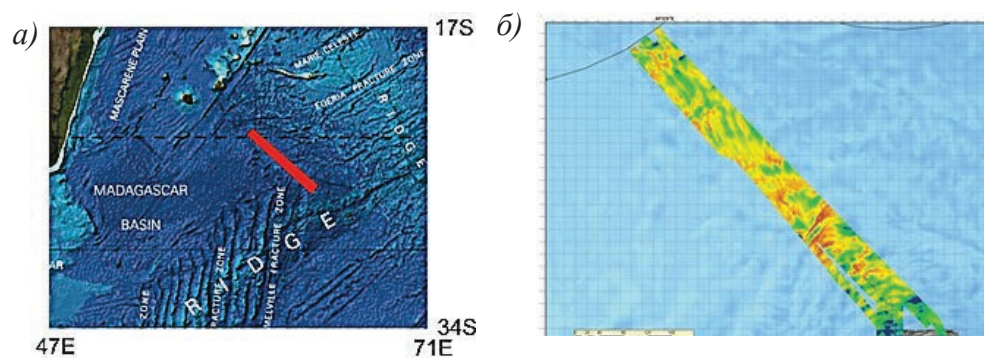 а)
17S
MASCARENE PLAIN
MARIE CELESTE
EGERIA FRACTURE ZONE
RIDGE
MADAGASCAR
BASIN
AR
ZONE
FRACTURE ZONE
MELVILLE FRACTURE ZONE
RIDGE
34S
47E
71E
б)